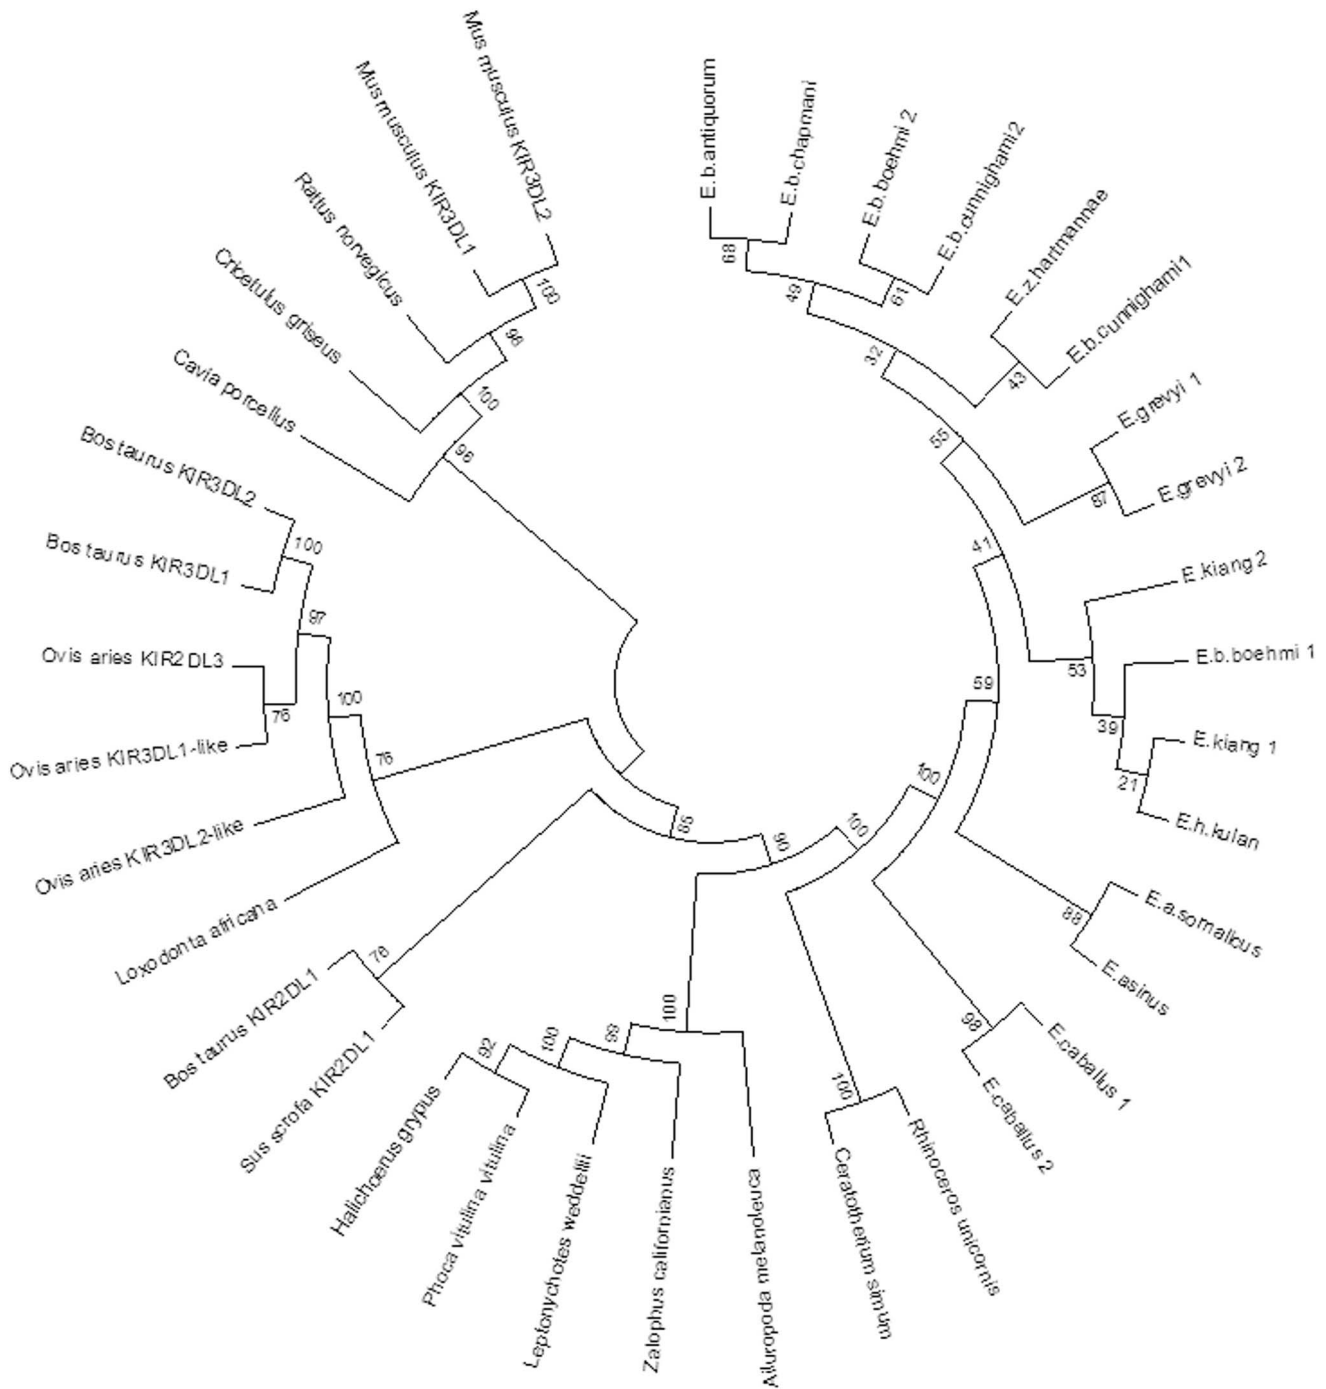 E.b.antiquorum
E.b.chapmani
E.b.boehmi 2
E.b.cunnighami2
E.z.hartmannae
E.b.cunnighami1
E.grevyi 1
E.grevyi 2
E.kiang 2
E.b.boehmi 1
E.kiang 1
E.h.kulan
E.a.somalicus
E.asinus
E.caballus 1
E.caballus 2
Rhinoceros unicornis
Ceratotherium simum
Ailuropoda melanoleuca
Zalophus californianus
Leptonychotes weddellii
Phoca vitulina vitulina
Halichoerus grypus
Sus scrofa KIR2DL1
Bos taurus KIR2DL1
Loxodonta africana
Ovis aries KIR3DL2-like
Ovis aries KIR3DL1-like
Ovis aries KIR2DL3
Bos taurus KIR3DL1
Bos taurus KIR3DL2
Cavia porcellus
Cricetulus griseus
Rattus norvegicus
Mus musculus KIR3DL1
Mus musculus KIR3DL2
68
61
49
43
32
87
55
21
39
53
41
88
59
98
100
100
100
90
100
99
100
92
85
76
76
100
76
97
100
96
100
98
100